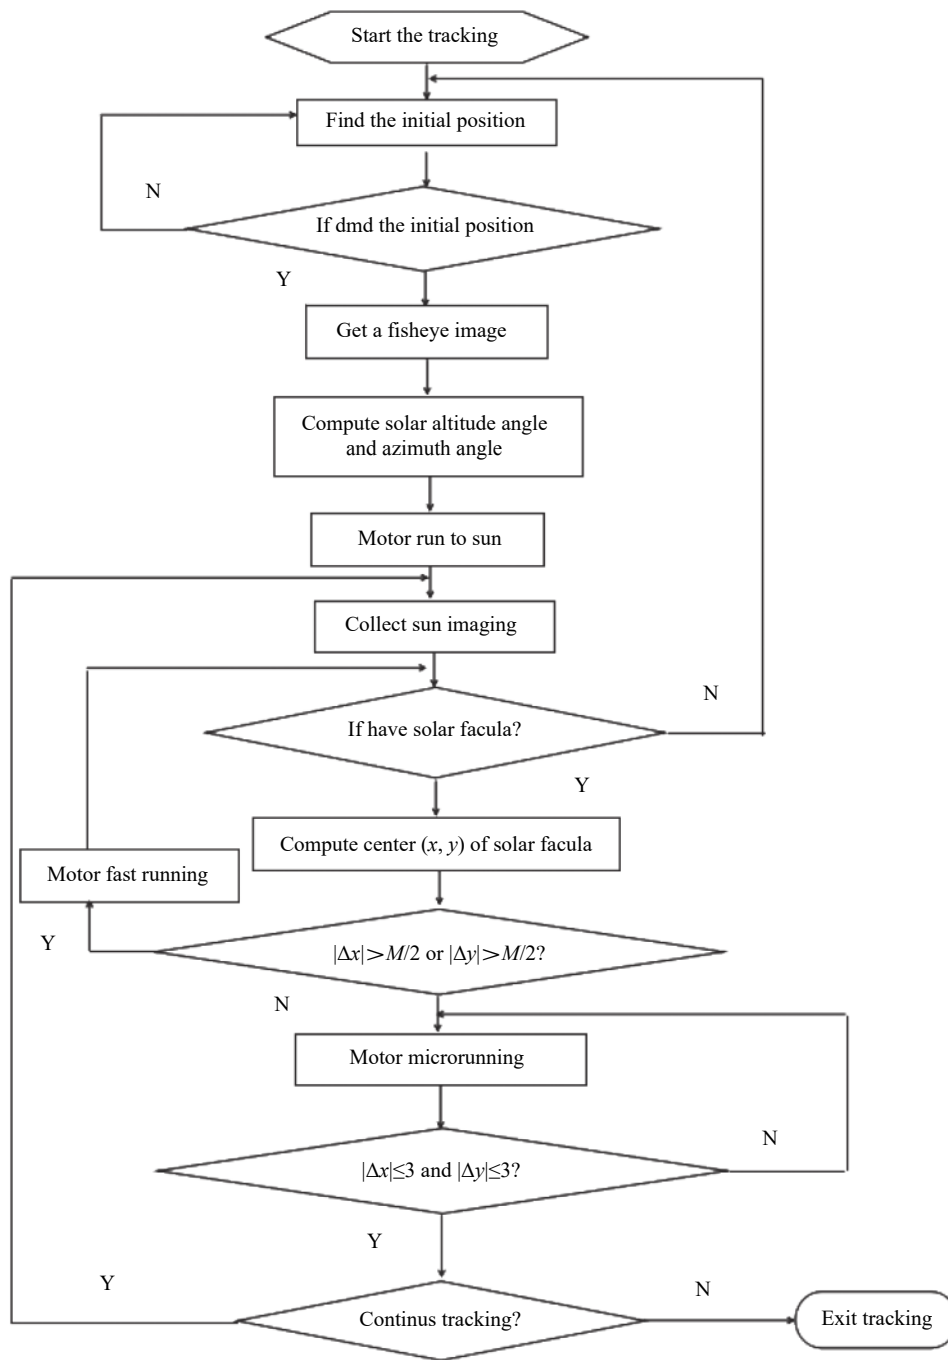 Start the tracking
Find the initial position
N
If dmd the initial position
Y
Get a fisheye image
Compute solar altitude angle
and azimuth angle
Motor run to sun
Collect sun imaging
N
If have solar facula?
Y
Compute center (x, y) of solar facula
Motor fast running
Y
|Δx|>M/2 or |Δy|>M/2?
N
Motor microrunning
N
|Δx|≤3 and |Δy|≤3?
Y
Y
N
Continus tracking?
Exit tracking